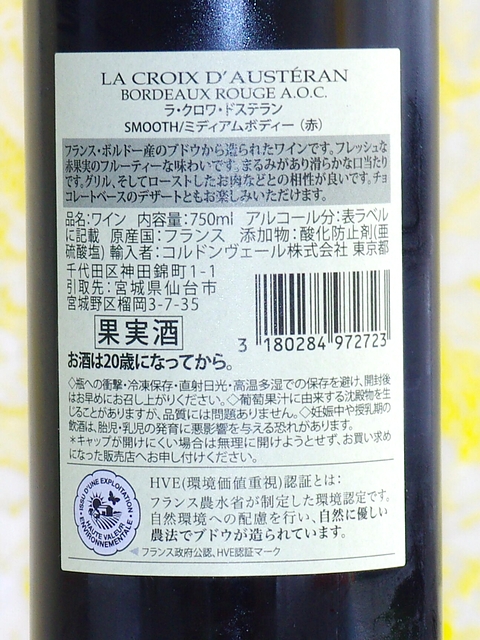 LA CROIX D'AUSTÉRAN
BORDEAUX ROUGE A.O.C.
ラ・クロワ・ドステラン
SMOOTH/ミディアムボディー（赤）
フランス・ボルドー産のブドウから造られたワインです。フレッシュな
赤果実のフルーティーな味わいです。まるみがあり滑らかな口当たり
です。グリル、そしてローストしたお肉などとの相性が良いです。チョ
コレートベースのデザートともお楽しみいただけます。
品名:ワイン 内容量:750ml アルコール分:表ラベル
に記載 原産国:フランス 添加物:酸化防止剤(亜
硫酸塩) 輸入者:コルドンヴェール株式会社 東京都
千代田区神田錦町1-1
引取先:宮城県仙台市
宮城野区榴岡3-7-35
果実酒
3 180284 972723
お酒は20歳になってから。
◇瓶への衝撃・冷凍保存・直射日光・高温多湿での保存を避け、開封後
はお早めにお召し上がりください。◇葡萄果汁に由来する沈殿物を生
じることがありますが、品質には問題ありません。◇妊娠中や授乳期の
飲酒は、胎児・乳児の発育に悪影響を与える恐れがあります。
＊キャップが開けにくい場合は無理に開けようとせず、お買い求め
になった販売店へお申し付けください。
HVE(環境価値重視)認証とは:
フランス農水省が制定した環境認定です。
自然環境への配慮を行い、自然に優しい
農法でブドウが造られています。
◀フランス政府公認、HVE認証マーク
ISSU D'UNE EXPLOITATION
HAUTE VALEUR
ENVIRONNEMENTALE